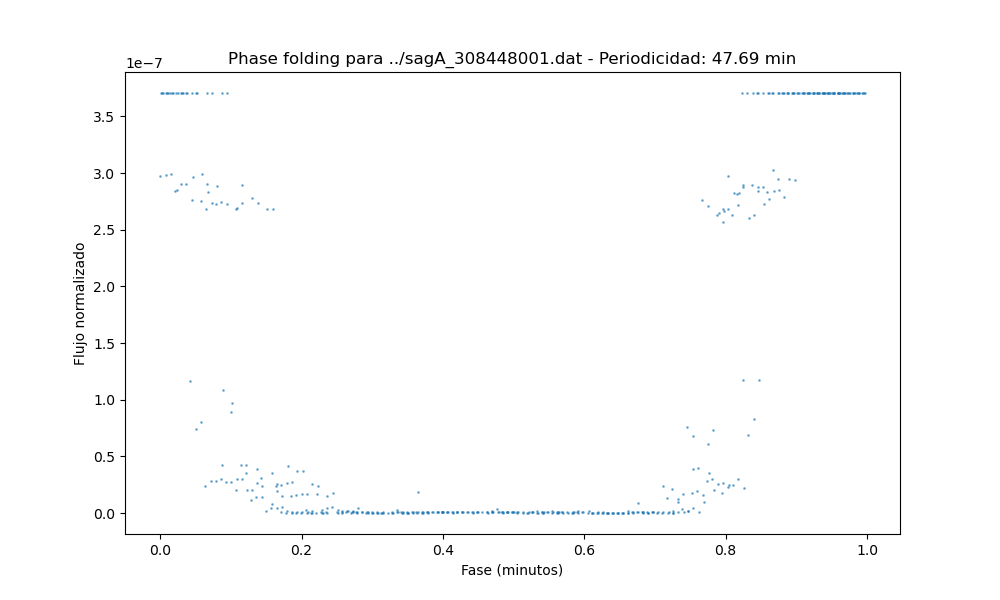 Phase folding para ../sagA_308448001.dat - Periodicidad: 47.69 min
1e−7
3.5
3.0
2.5
2.0
1.5
1.0
0.5
0.0
Flujo normalizado
0.0 0.2 0.4 0.6 0.8 1.0
Fase (minutos)